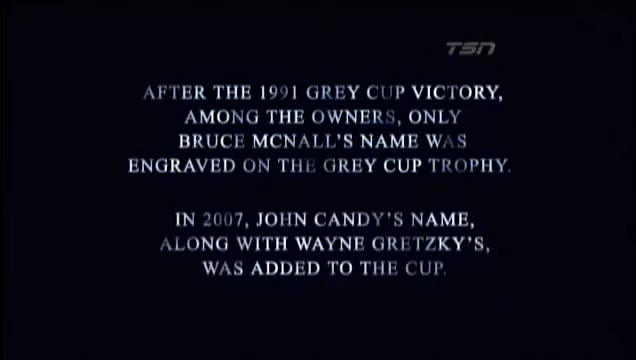 TSN
AFTER THE 1991 GREY CUP VICTORY,
AMONG THE OWNERS, ONLY
BRUCE MCNALL'S NAME WAS
ENGRAVED ON THE GREY CUP TROPHY.
IN 2007, JOHN CANDY'S NAME,
ALONG WITH WAYNE GRETZKY'S,
WAS ADDED TO THE CUP.